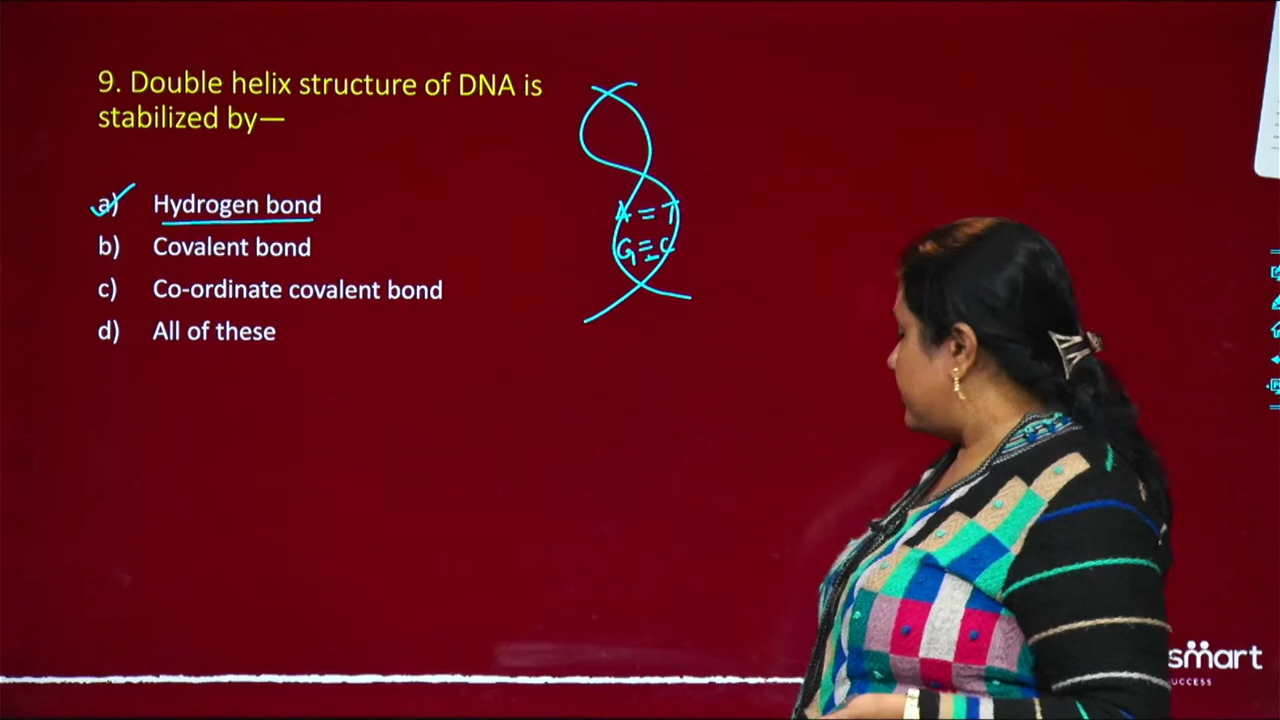 9. Double helix structure of DNA is
stabilized by—
a) Hydrogen bond
b) Covalent bond
c) Co-ordinate covalent bond
d) All of these
A = T
G ≡ C
smart
UCCESS